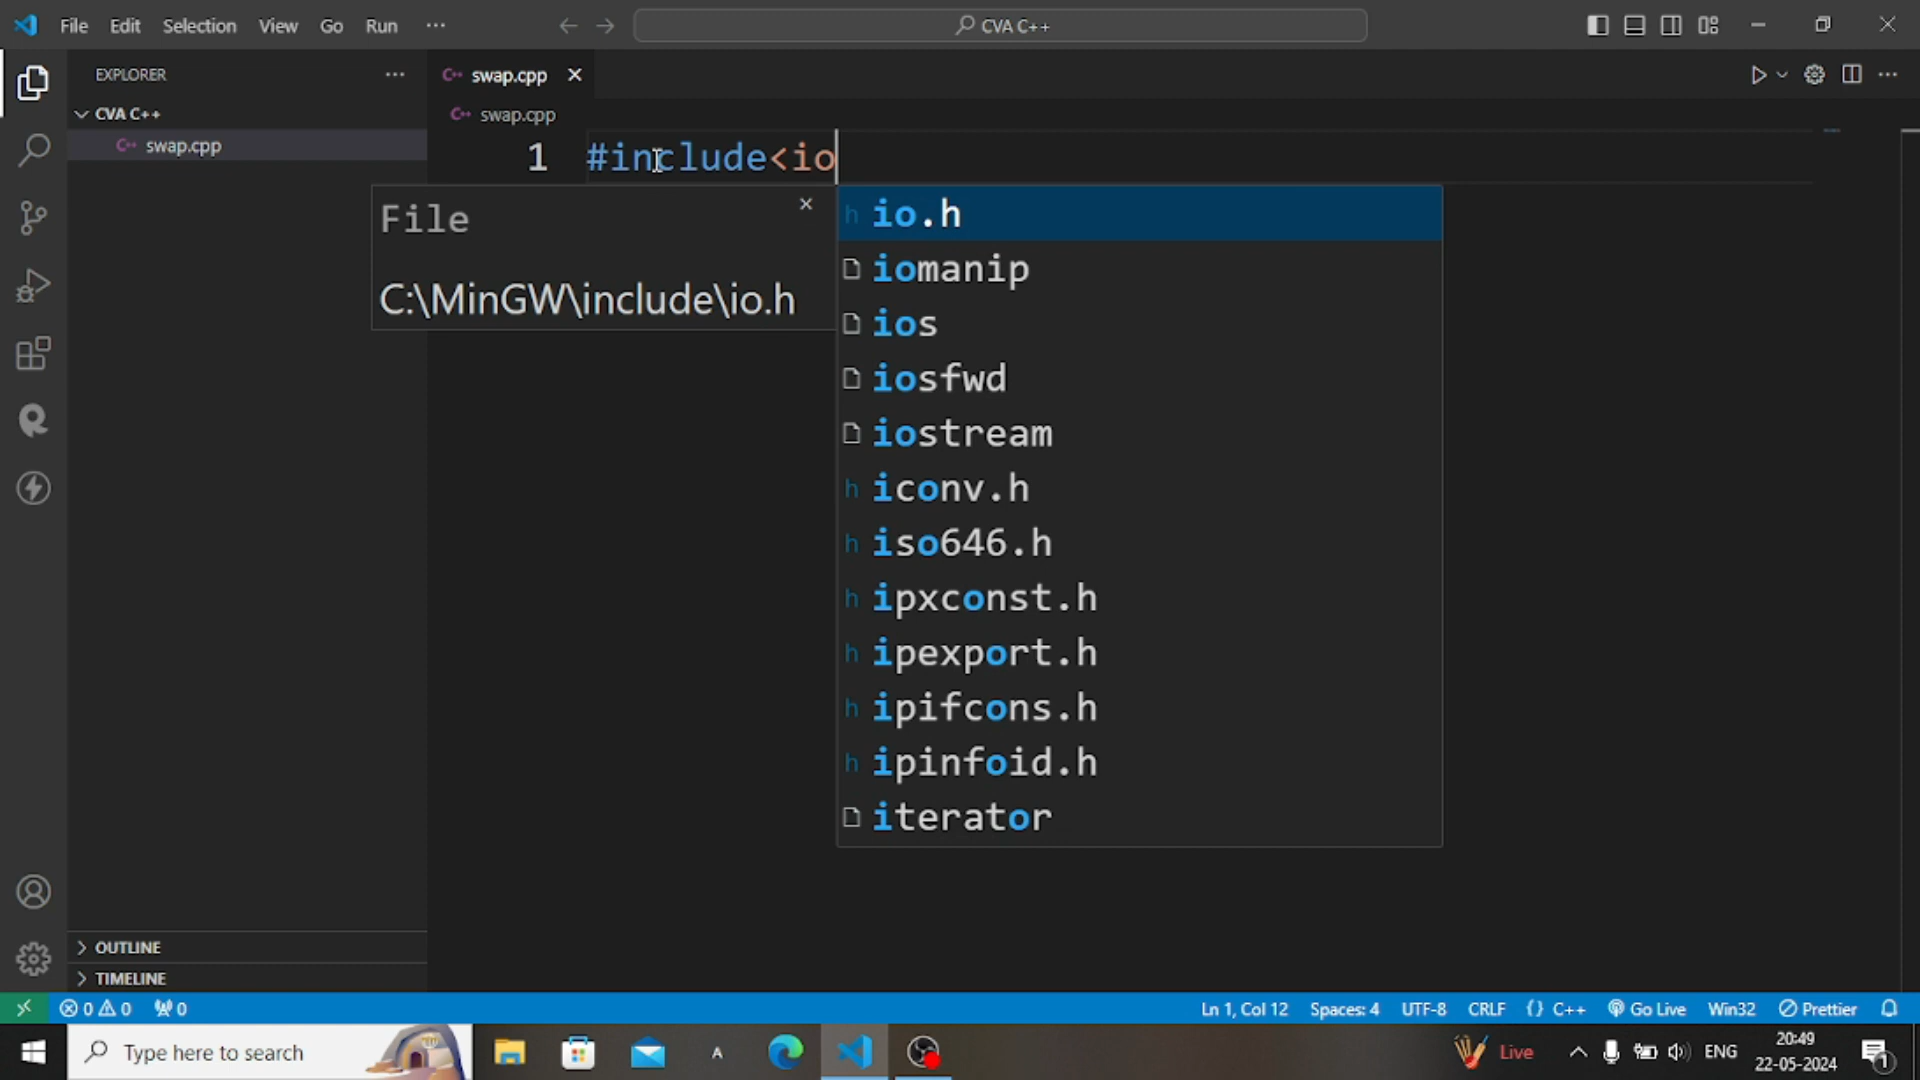 File Edit Selection View Go Run ··· CVA C++
EXPLORER ···
CVA C++
swap.cpp
swap.cpp
swap.cpp
1 #include<io
File
C:\MinGW\include\io.h
h io.h
iomanip
ios
iosfwd
iostream
h iconv.h
h iso646.h
h ipxconst.h
h ipexport.h
h ipifcons.h
h ipinfoid.h
iterator
OUTLINE
TIMELINE
0 0 0 Ln 1, Col 12 Spaces: 4 UTF-8 CRLF {} C++ Go Live Win32 Prettier
Type here to search A Live ENG 20:49
22-05-2024 1